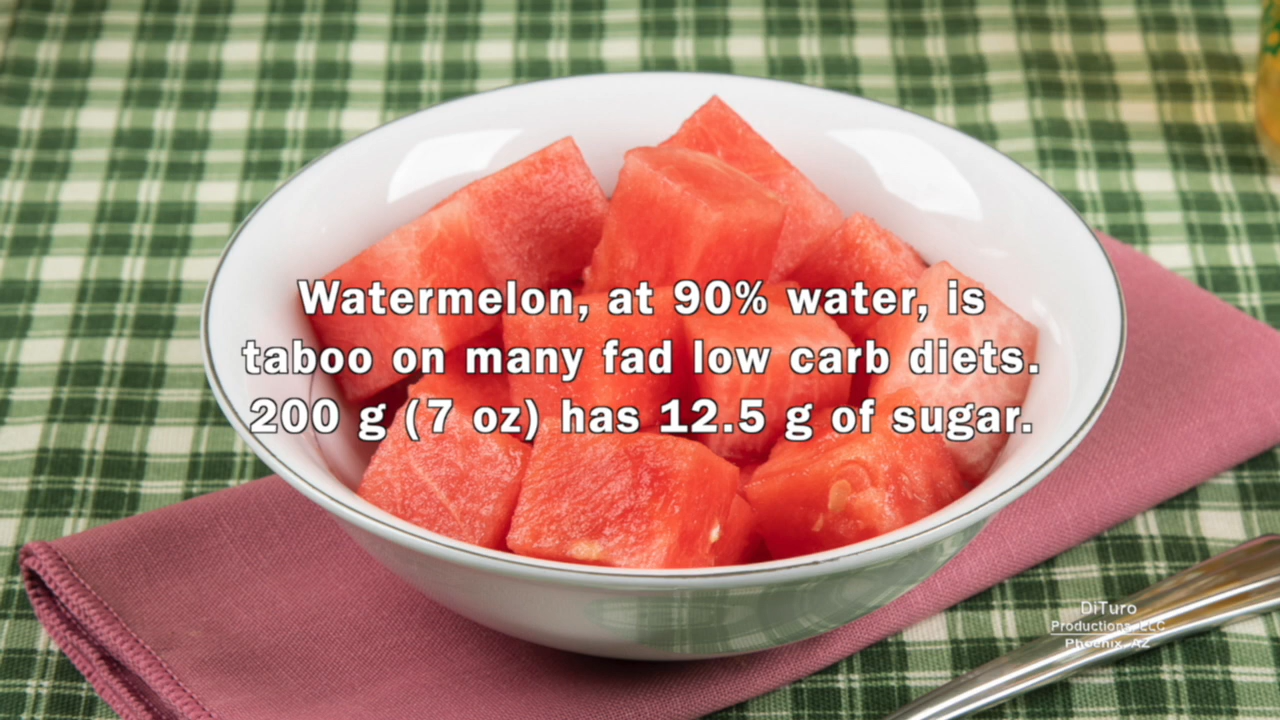 Watermelon, at 90% water, is
taboo on many fad low carb diets.
200 g (7 oz) has 12.5 g of sugar.
DiTuro
Productions, LLC
Phoenix, AZ